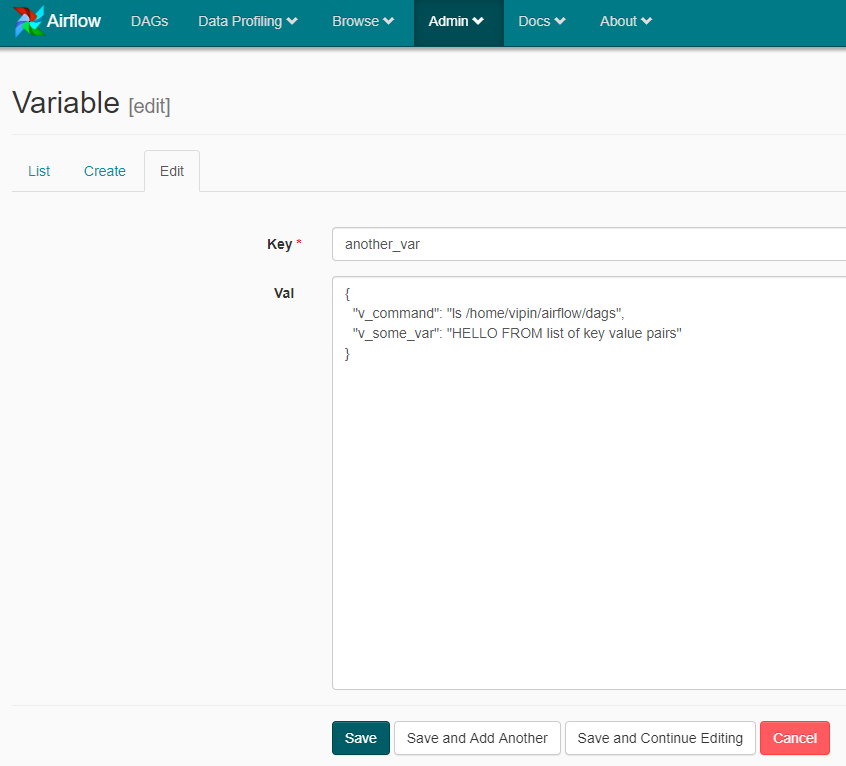 Airflow DAGs Data Profiling Browse Admin Docs About
Variable [edit]
List Create Edit
Key * another_var
Val
{
"v_command": "ls /home/vipin/airflow/dags",
"v_some_var": "HELLO FROM list of key value pairs"
}
Save Save and Add Another Save and Continue Editing Cancel